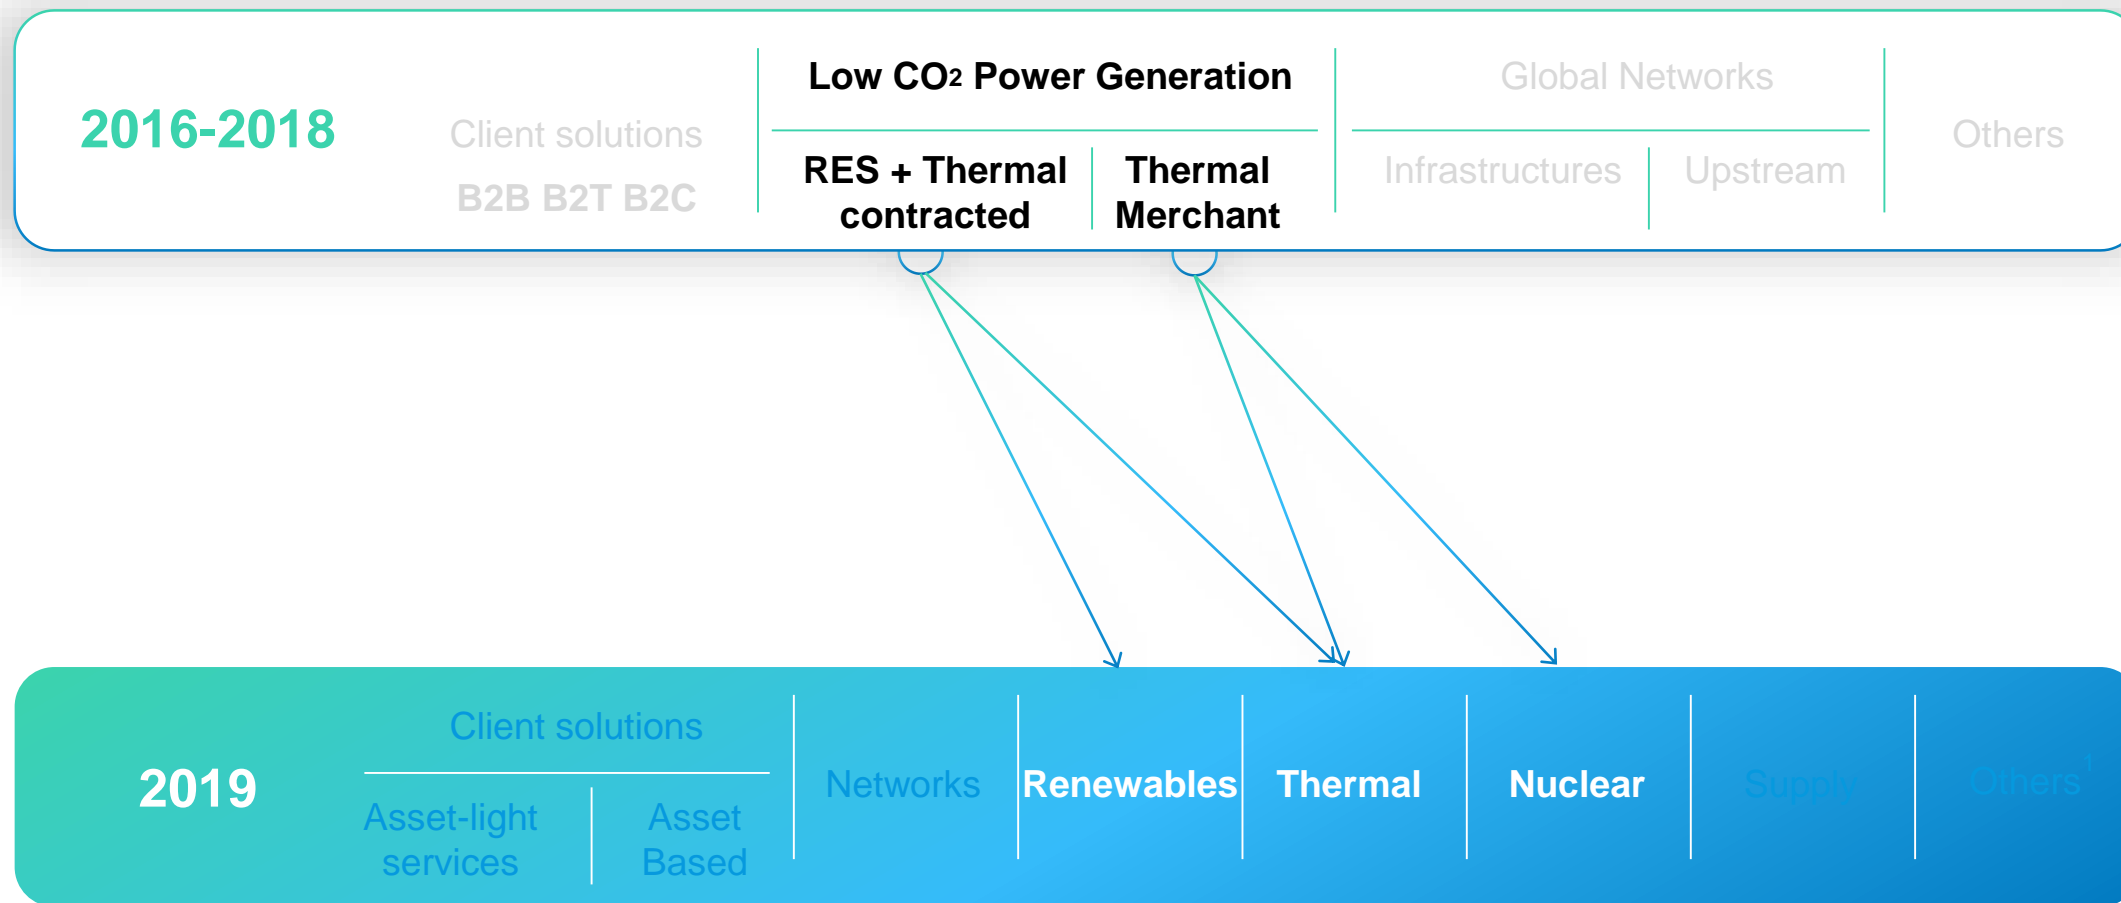 2016-2018
Client solutions
B2B B2T B2C
Low CO2 Power Generation
RES + Thermal
contracted
Thermal
Merchant
Global Networks
Infrastructures
Upstream
Others
2019
Client solutions
Asset-light
services
Asset
Based
Networks
Renewables
Thermal
Nuclear
Supply
Others1